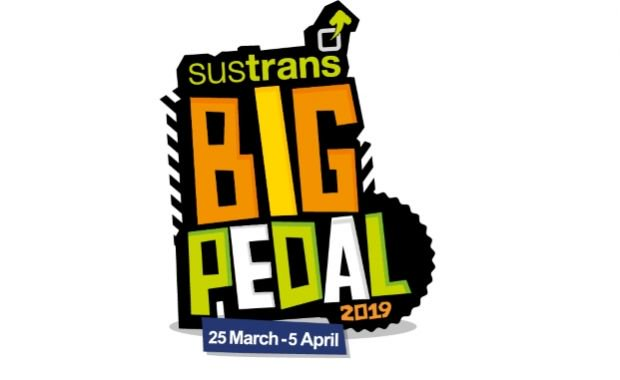 sustrans
BIG
PEDAL
2019
25 March - 5 April